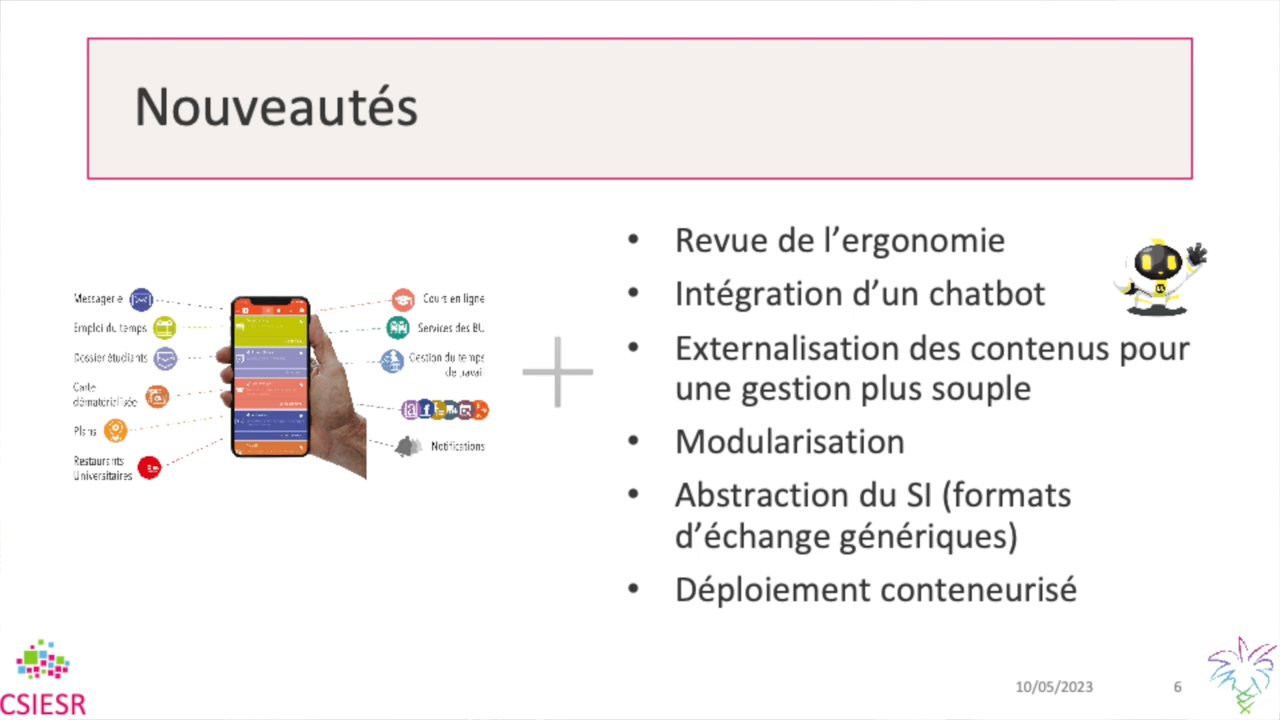 Nouveautés
Messagerie
Emploi du temps
Dossier étudiants
Carte
dématérialisée
Plans
Restaurants
Universitaires
Cours en ligne
Services des BU
Gestion du temps
de travail
Notifications
• Revue de l’ergonomie
• Intégration d’un chatbot
• Externalisation des contenus pour
une gestion plus souple
• Modularisation
• Abstraction du SI (formats
d’échange génériques)
• Déploiement conteneurisé
CSIESR
10/05/2023
6